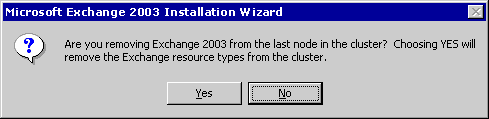 Microsoft Exchange 2003 Installation Wizard
Are you removing Exchange 2003 from the last node in the cluster?  Choosing YES will
remove the Exchange resource types from the cluster.
Yes
No